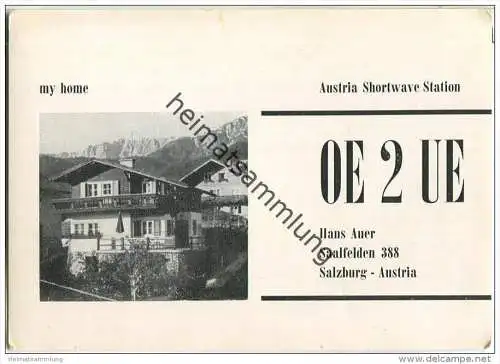 my home
Austria Shortwave Station
OE 2 UE
Hans Auer
Saalfelden 388
Salzburg - Austria
heimatsammlung.de
Heimatsammlung
www.delcampe.net